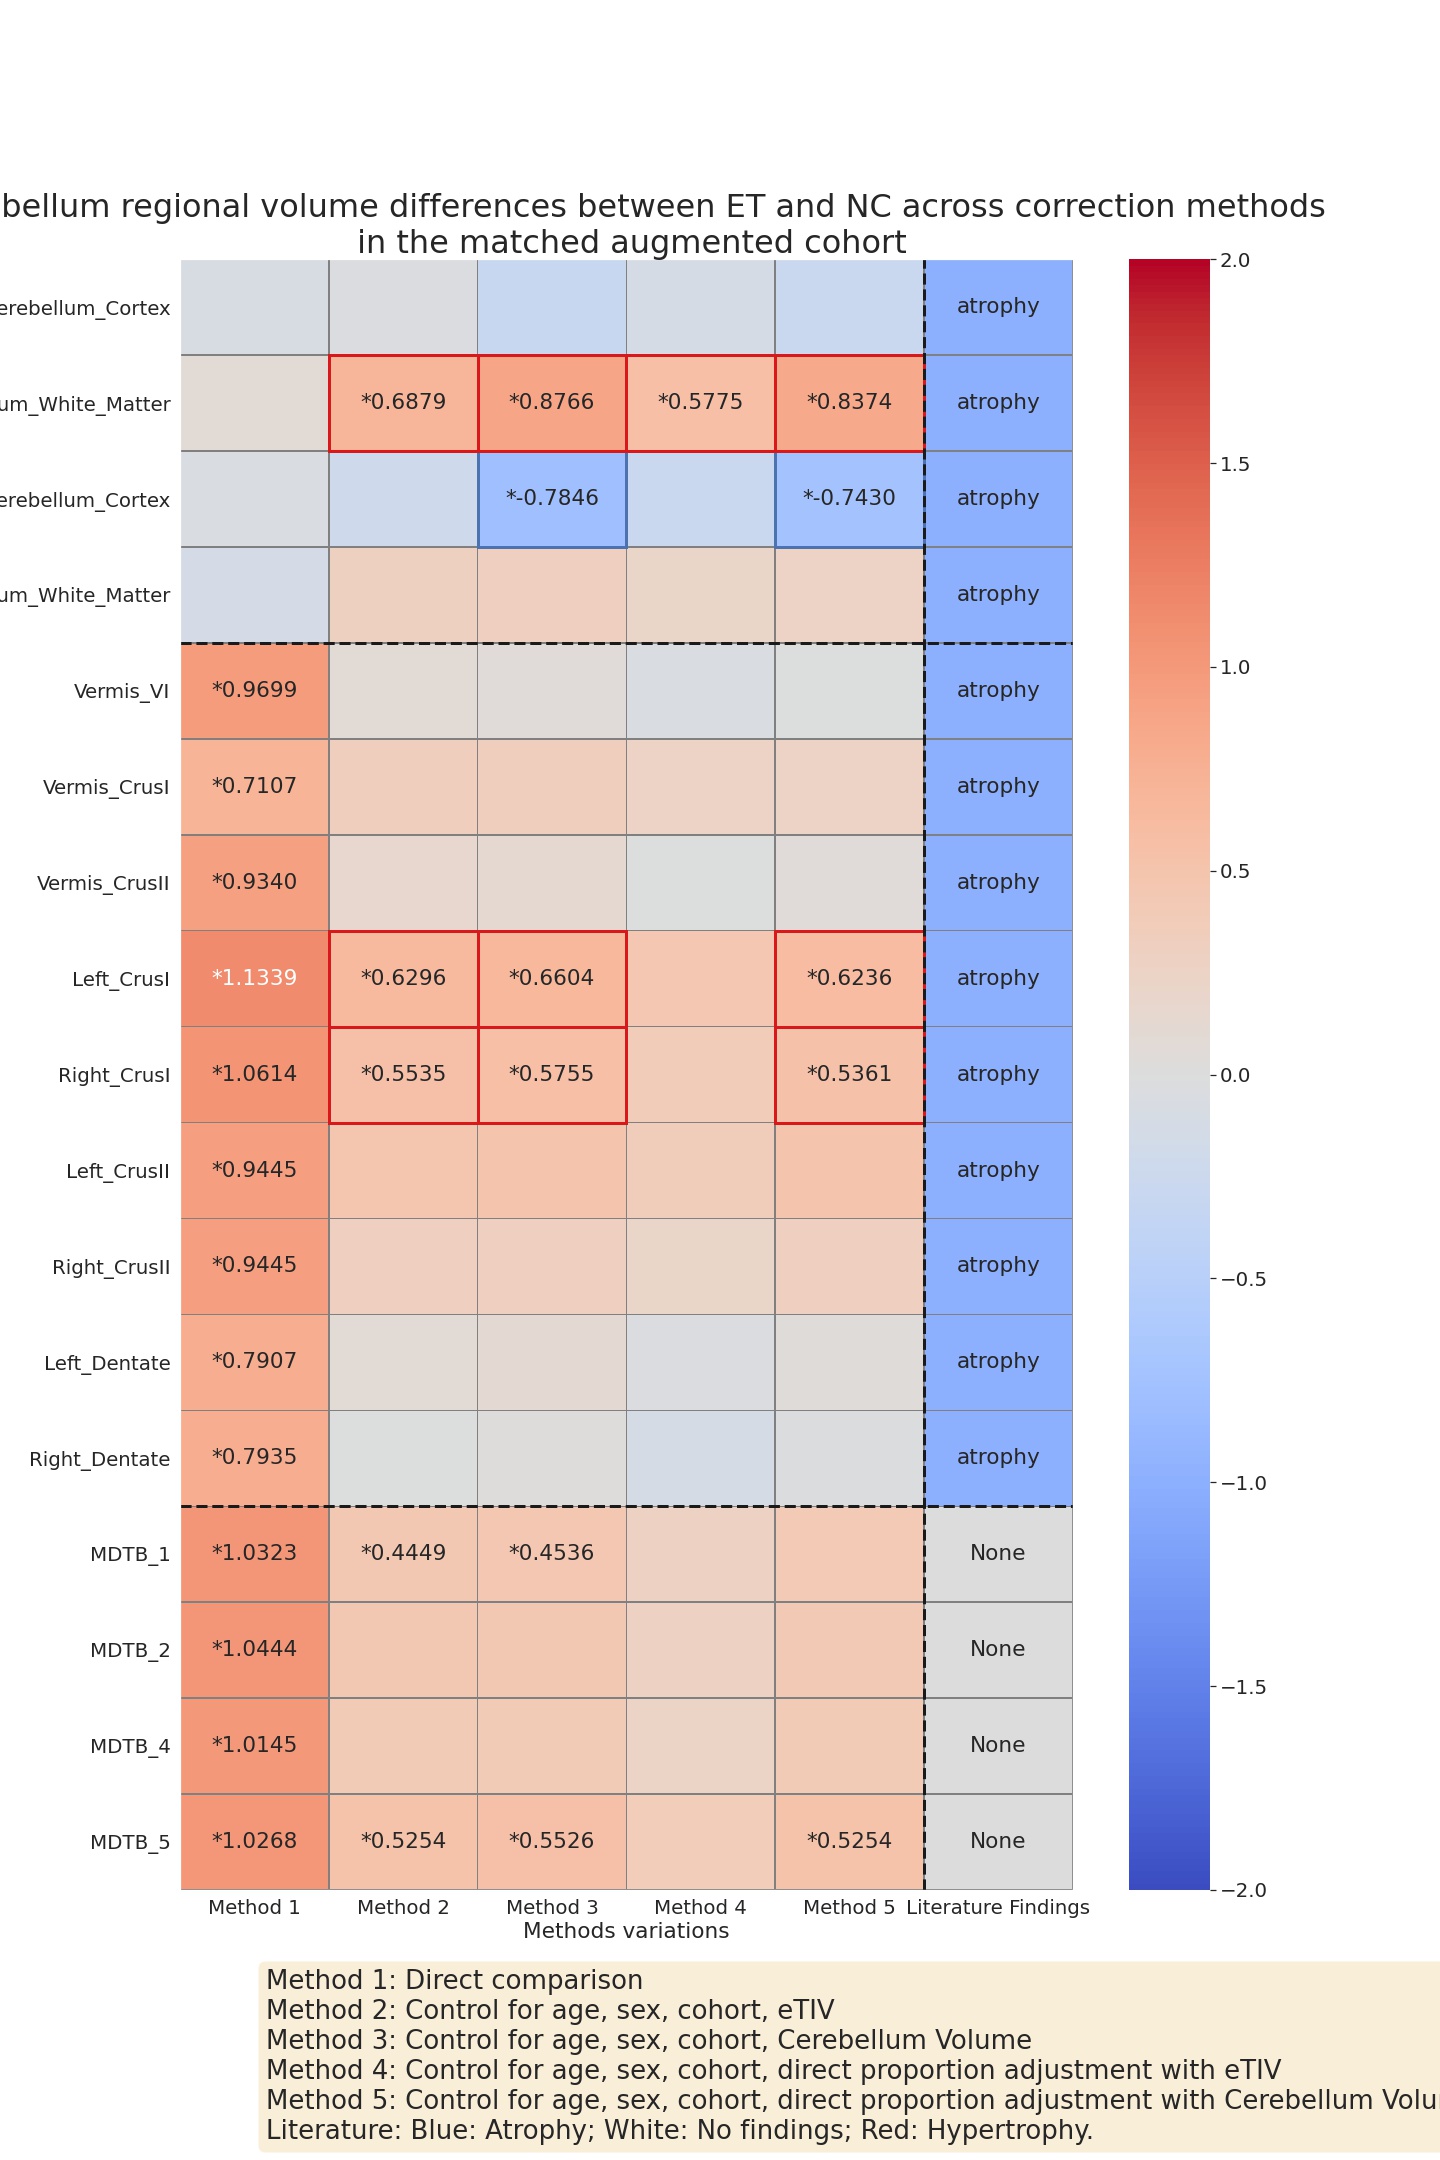 bellum regional volume differences between ET and NC across correction methods
in the matched augmented cohort
erebellum_Cortex atrophy
um_White_Matter *0.6879 *0.8766 *0.5775 *0.8374 atrophy
erebellum_Cortex *-0.7846 *-0.7430 atrophy
um_White_Matter atrophy
Vermis_VI *0.9699 atrophy
Vermis_CrusI *0.7107 atrophy
Vermis_CrusII *0.9340 atrophy
Left_CrusI *1.1339 *0.6296 *0.6604 *0.6236 atrophy
Right_CrusI *1.0614 *0.5535 *0.5755 *0.5361 atrophy
Left_CrusII *0.9445 atrophy
Right_CrusII *0.9445 atrophy
Left_Dentate *0.7907 atrophy
Right_Dentate *0.7935 atrophy
MDTB_1 *1.0323 *0.4449 *0.4536 None
MDTB_2 *1.0444 None
MDTB_4 *1.0145 None
MDTB_5 *1.0268 *0.5254 *0.5526 *0.5254 None
Method 1 Method 2 Method 3 Method 4 Method 5 Literature Findings
Methods variations
2.0
1.5
1.0
0.5
0.0
−0.5
−1.0
−1.5
−2.0
Method 1: Direct comparison
Method 2: Control for age, sex, cohort, eTIV
Method 3: Control for age, sex, cohort, Cerebellum Volume
Method 4: Control for age, sex, cohort, direct proportion adjustment with eTIV
Method 5: Control for age, sex, cohort, direct proportion adjustment with Cerebellum Volu
Literature: Blue: Atrophy; White: No findings; Red: Hypertrophy.